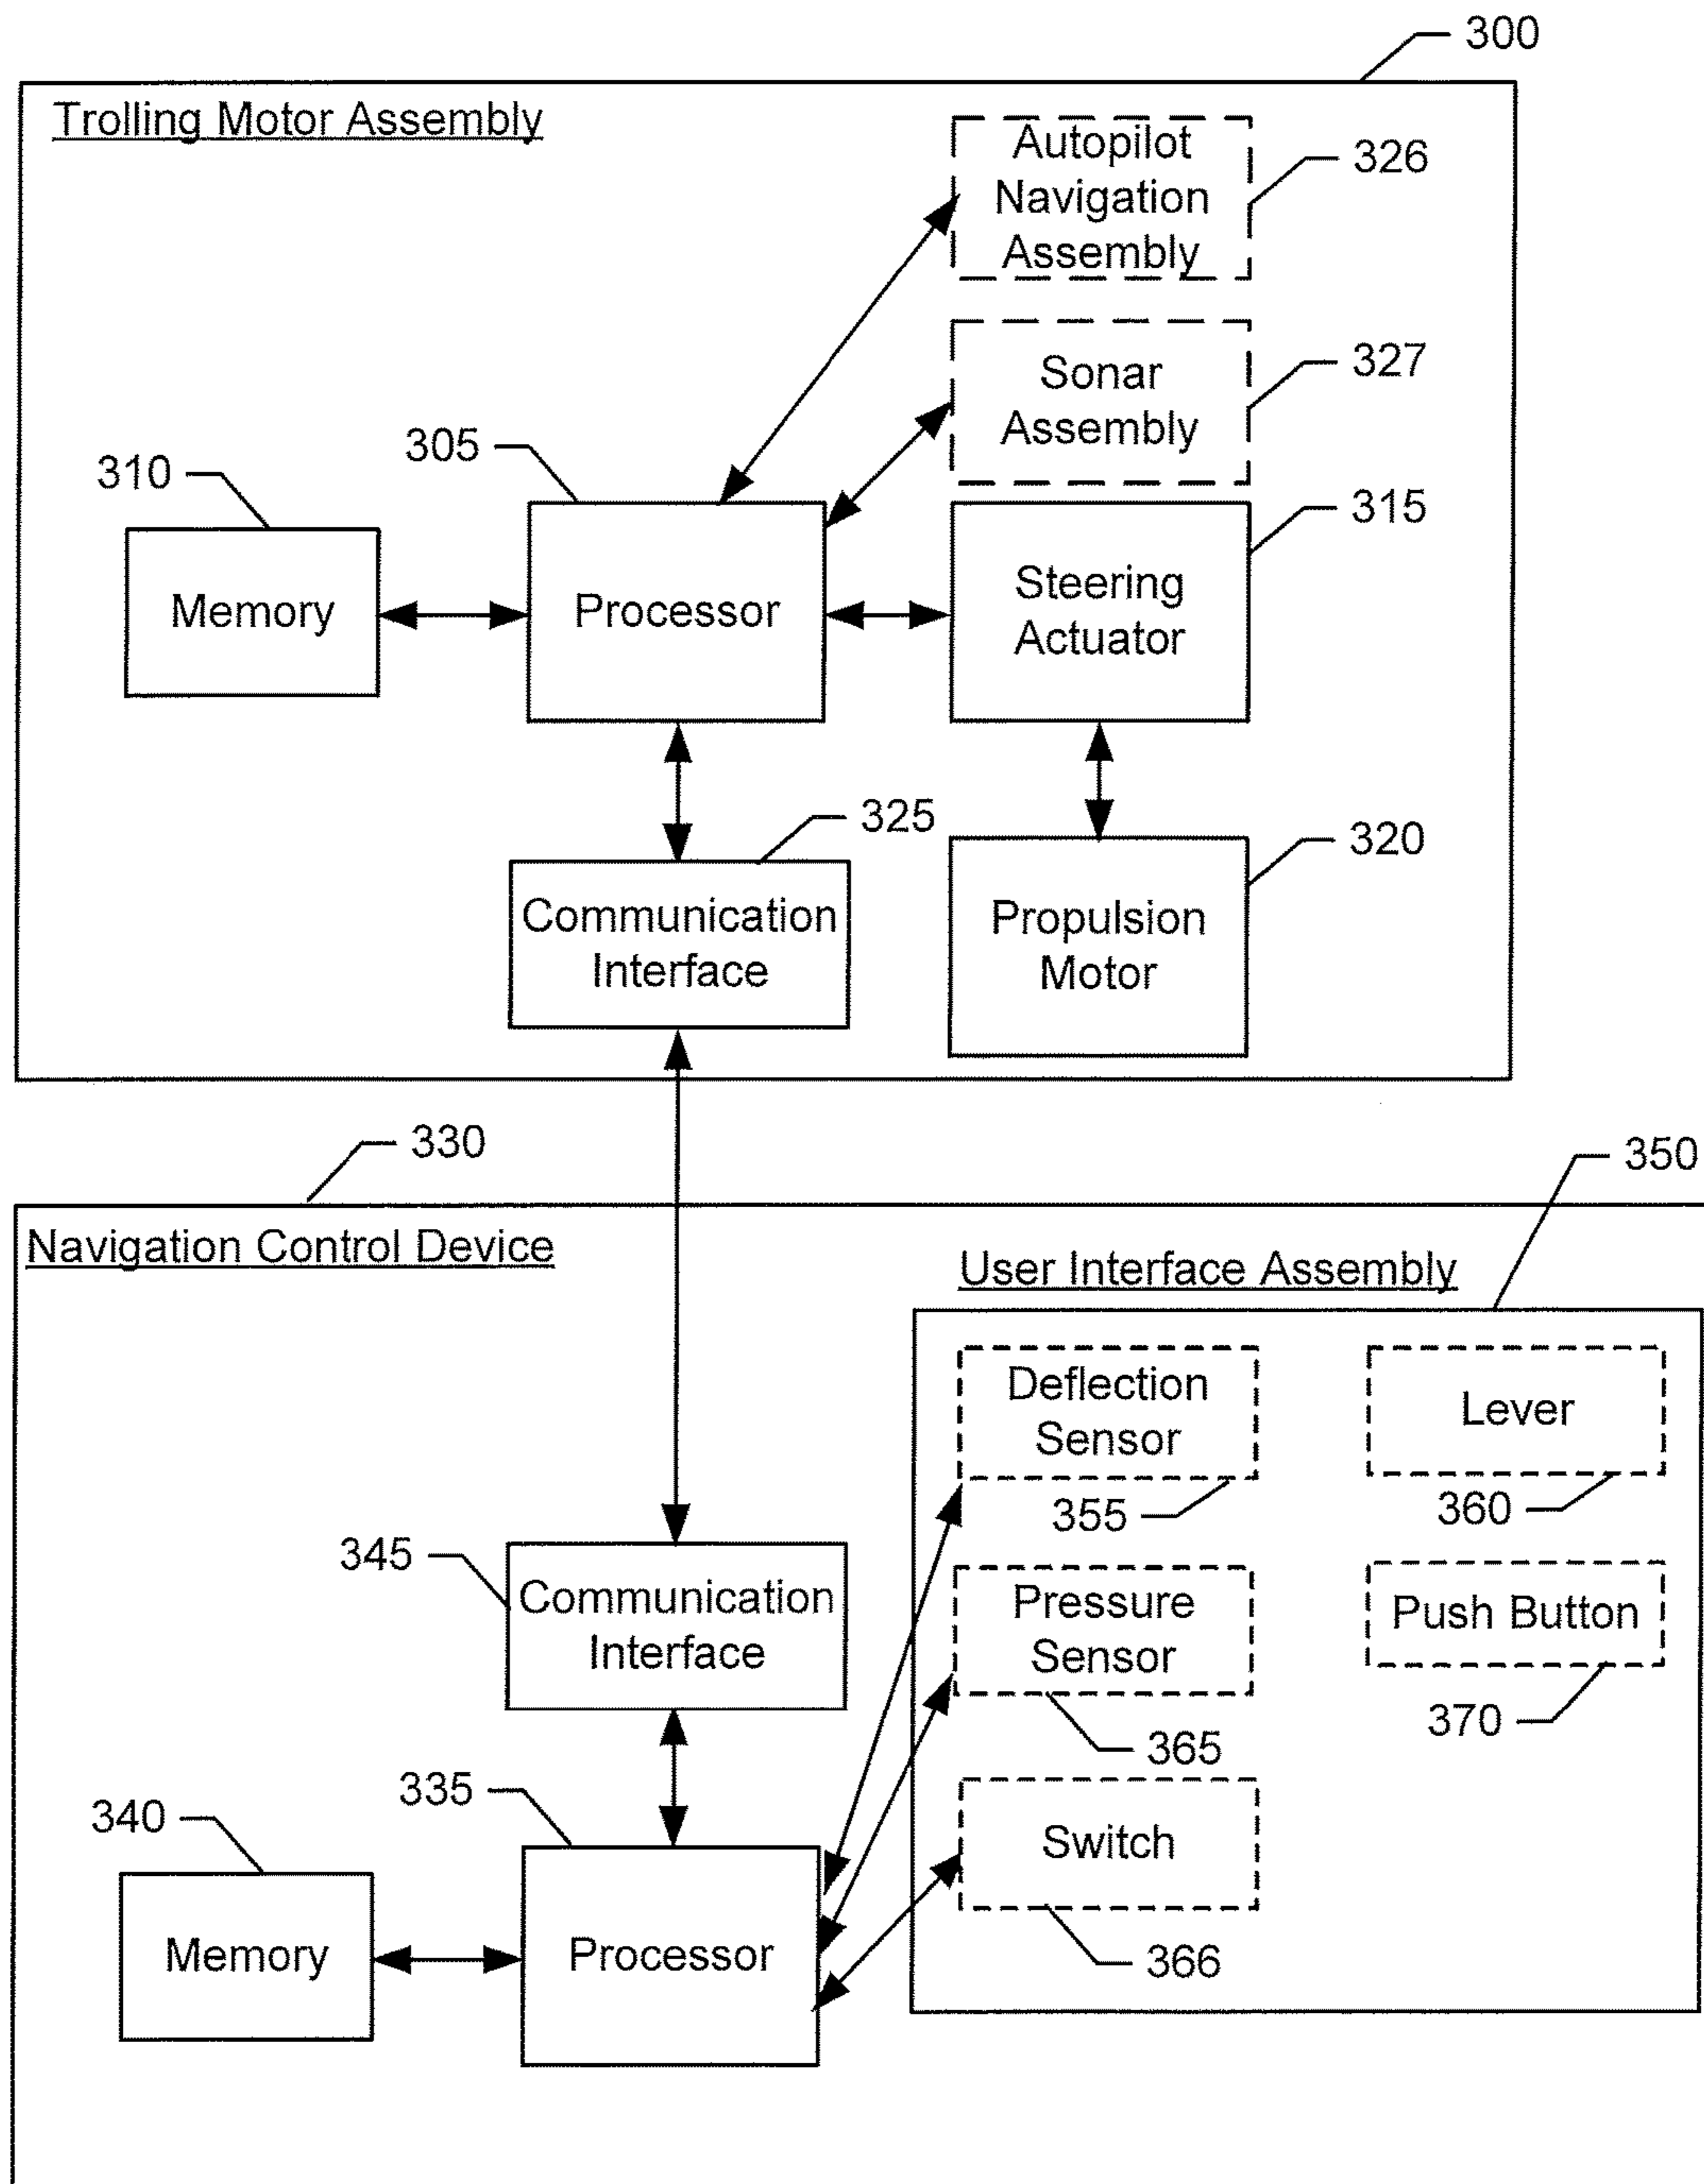 300
Trolling Motor Assembly
Autopilot
Navigation
Assembly
326
Sonar
Assembly
327
305
310
315
Memory
Processor
Steering
Actuator
325
320
Communication
Interface
Propulsion
Motor
330
350
Navigation Control Device
User Interface Assembly
Deflection
Sensor
355
Lever
360
345
Communication
Interface
Pressure
Sensor
365
Push Button
370
335
340
Switch
366
Memory
Processor